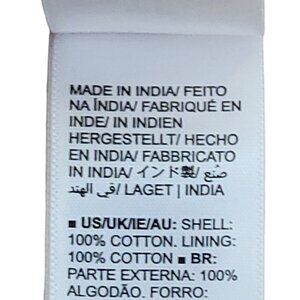 MADE IN INDIA/ FEITO
NA ÍNDIA/ FABRIQUÉ EN
INDE/ IN INDIEN
HERGESTELLT/ HECHO
EN INDIA/ FABBRICATO
IN INDIA/ インド製/ صُنع
في الهند/ LAGET | INDIA
■ US/UK/IE/AU: SHELL:
100% COTTON. LINING:
100% COTTON ■ BR:
PARTE EXTERNA: 100%
ALGODÃO. FORRO: